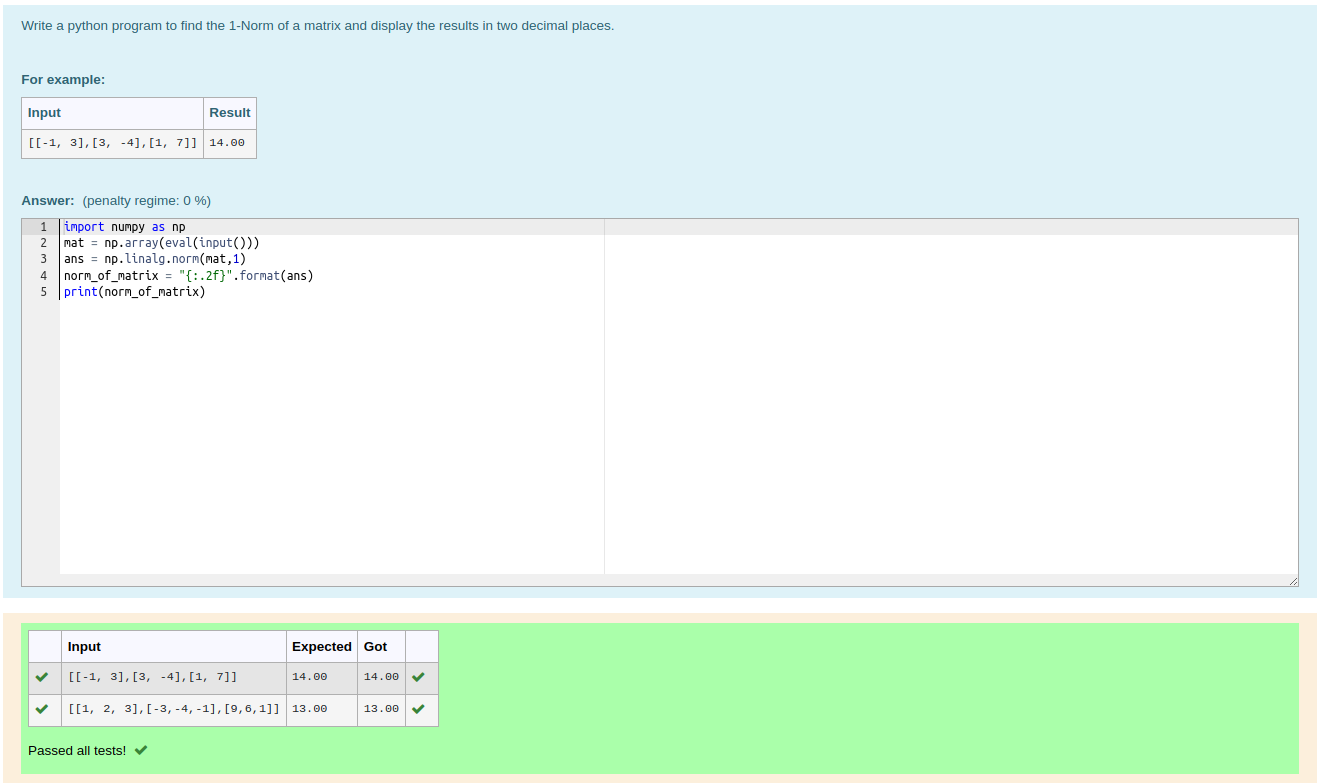 Write a python program to find the 1-Norm of a matrix and display the results in two decimal places.
For example:
Input Result
[[-1, 3],[3, -4],[1, 7]] 14.00
Answer: (penalty regime: 0 %)
1 import numpy as np
2 mat = np.array(eval(input()))
3 ans = np.linalg.norm(mat,1)
4 norm_of_matrix = "{:.2f}".format(ans)
5 print(norm_of_matrix)
Input Expected Got
[[-1, 3],[3, -4],[1, 7]] 14.00 14.00
[[1, 2, 3],[-3,-4,-1],[9,6,1]] 13.00 13.00
Passed all tests!